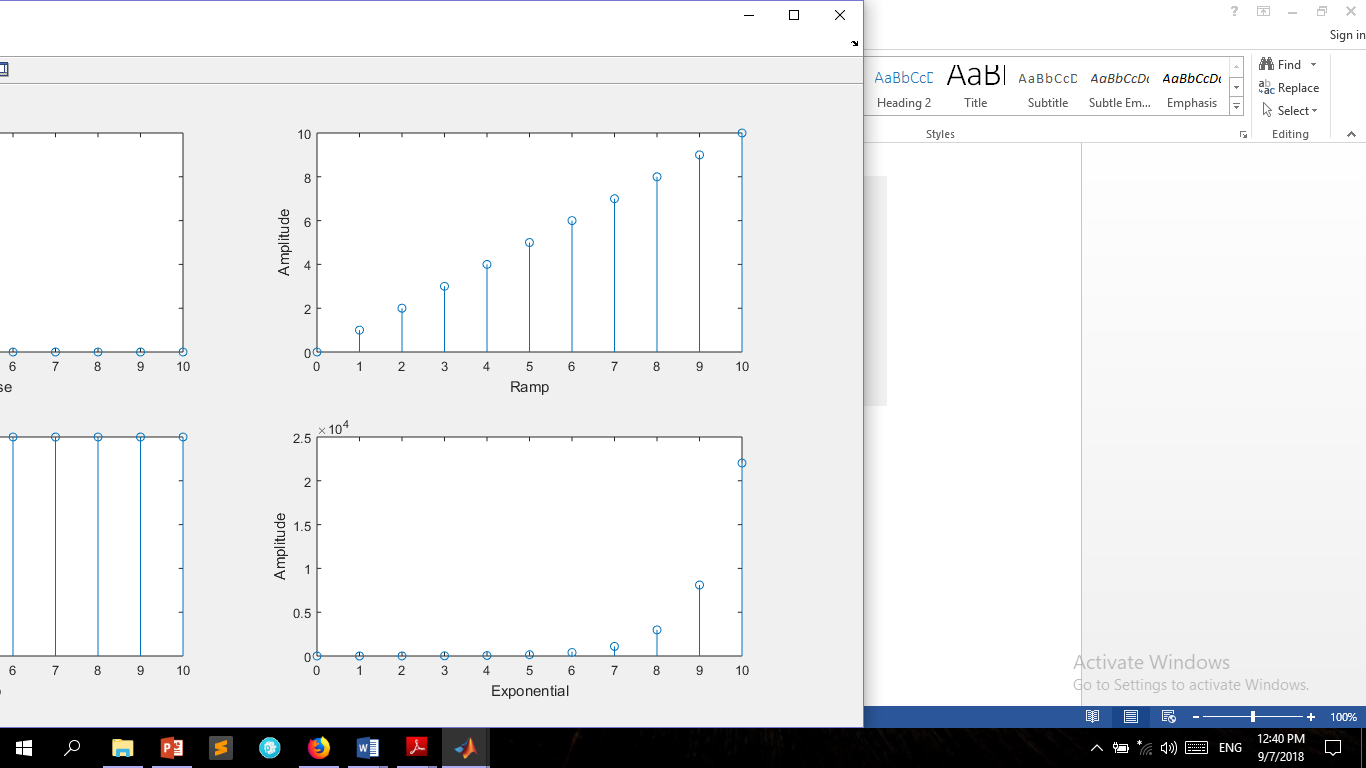 ? 
Sign in
AaBbCcD AaB AaBbCcD AaBbCcDc AaBbCcDc
Heading 2 Title Subtitle Subtle Em... Emphasis
Styles
Find
Replace
Select
Editing
10
8
6
4
2
0
Amplitude
6 7 8 9 10
se
0 1 2 3 4 5 6 7 8 9 10
Ramp
×10⁴
2.5
2
1.5
1
0.5
0
Amplitude
6 7 8 9 10
0 1 2 3 4 5 6 7 8 9 10
Exponential
Activate Windows
Go to Settings to activate Windows.
100%
ENG
12:40 PM
9/7/2018